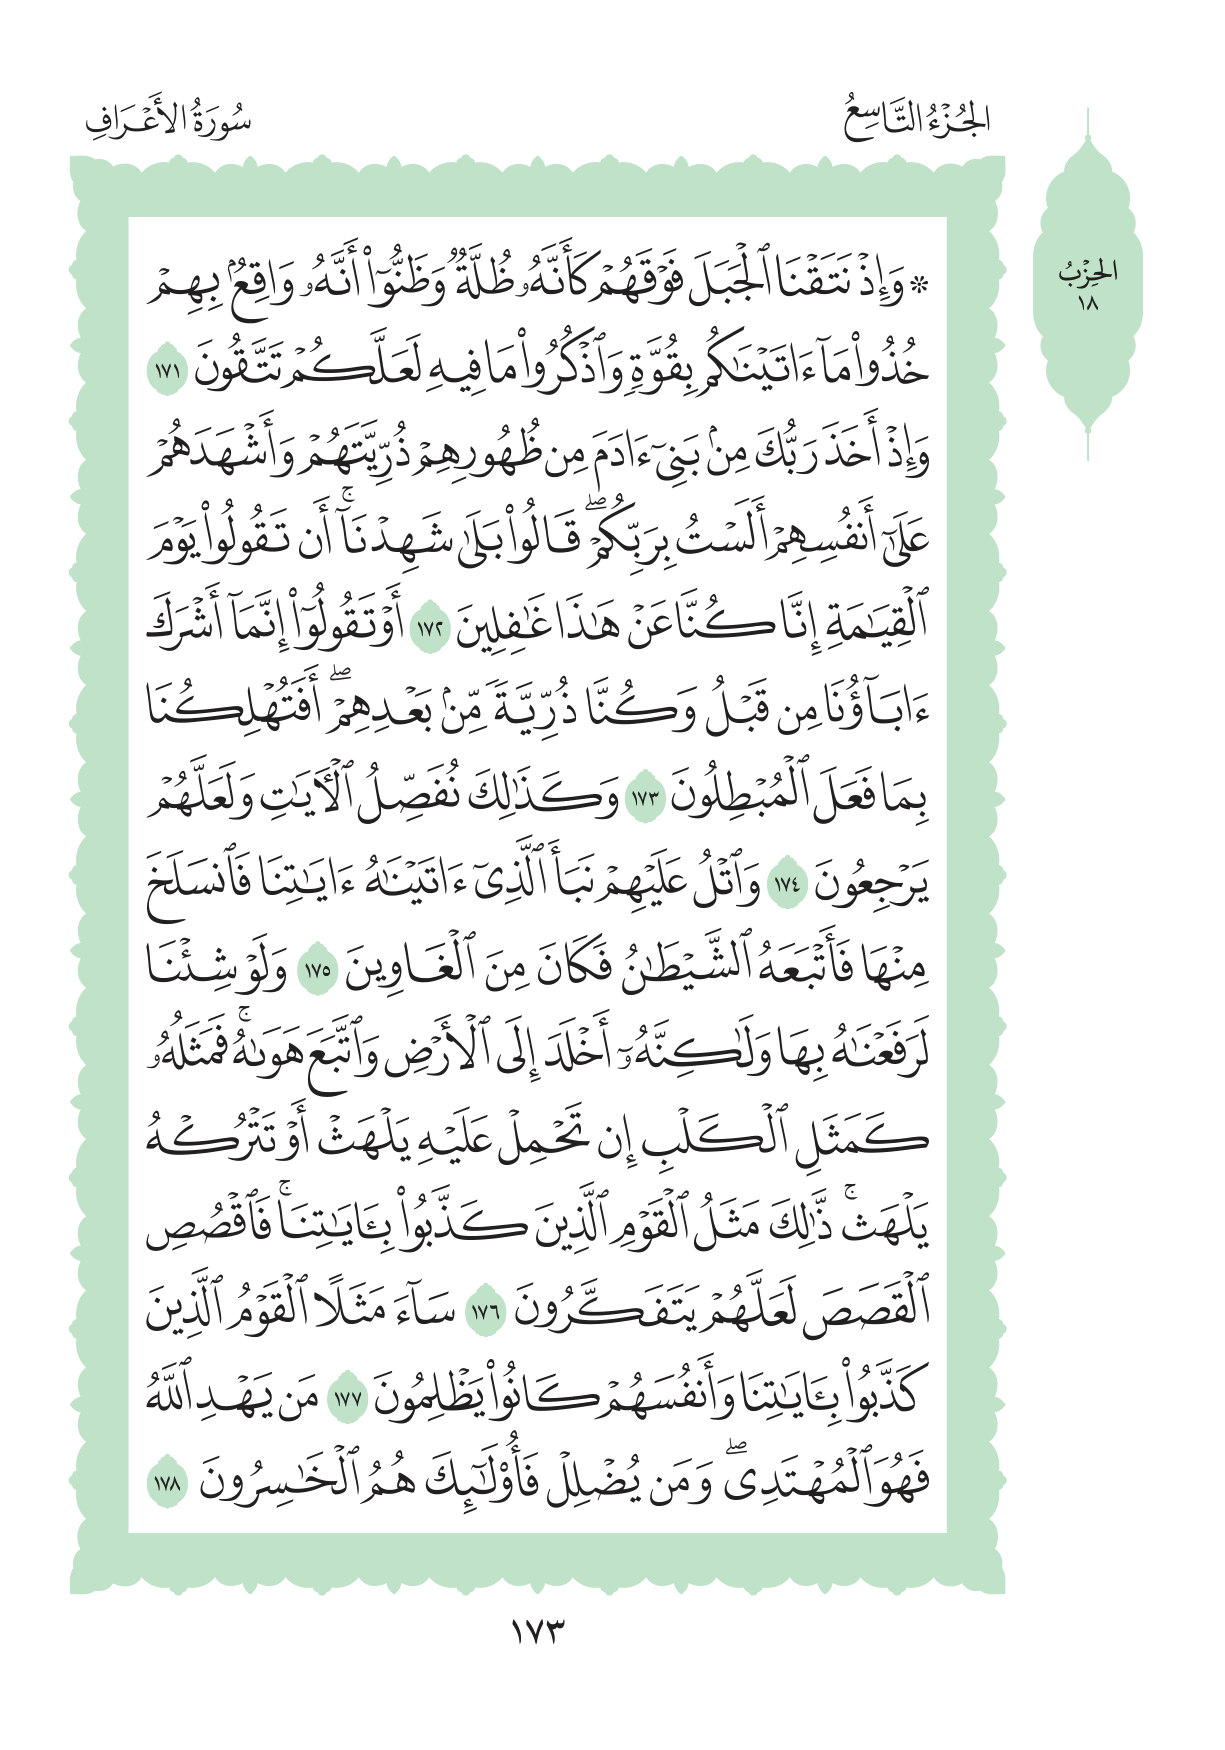 الجُزْءُ التَّاسِعُ
سُورَةُ الأَعْرَافِ
الحِزْبُ
١٨
۞ وَإِذۡ نَتَقۡنَا ٱلۡجَبَلَ فَوۡقَهُمۡ كَأَنَّهُۥ ظُلَّةٞ وَظَنُّوٓاْ أَنَّهُۥ وَاقِعُۢ بِهِمۡ
خُذُواْ مَآ ءَاتَيۡنَٰكُم بِقُوَّةٖ وَٱذۡكُرُواْ مَا فِيهِ لَعَلَّكُمۡ تَتَّقُونَ ١٧١
وَإِذۡ أَخَذَ رَبُّكَ مِنۢ بَنِيٓ ءَادَمَ مِن ظُهُورِهِمۡ ذُرِّيَّتَهُمۡ وَأَشۡهَدَهُمۡ
عَلَىٰٓ أَنفُسِهِمۡ أَلَسۡتُ بِرَبِّكُمۡۖ قَالُواْ بَلَىٰ شَهِدۡنَآۚ أَن تَقُولُواْ يَوۡمَ
ٱلۡقِيَٰمَةِ إِنَّا كُنَّا عَنۡ هَٰذَا غَٰفِلِينَ ١٧٢ أَوۡ تَقُولُوٓاْ إِنَّمَآ أَشۡرَكَ
ءَابَآؤُنَا مِن قَبۡلُ وَكُنَّا ذُرِّيَّةٗ مِّنۢ بَعۡدِهِمۡۖ أَفَتُهۡلِكُنَا
بِمَا فَعَلَ ٱلۡمُبۡطِلُونَ ١٧٣ وَكَذَٰلِكَ نُفَصِّلُ ٱلۡأٓيَٰتِ وَلَعَلَّهُمۡ
يَرۡجِعُونَ ١٧٤ وَٱتۡلُ عَلَيۡهِمۡ نَبَأَ ٱلَّذِيٓ ءَاتَيۡنَٰهُ ءَايَٰتِنَا فَٱنسَلَخَ
مِنۡهَا فَأَتۡبَعَهُ ٱلشَّيۡطَٰنُ فَكَانَ مِنَ ٱلۡغَاوِينَ ١٧٥ وَلَوۡ شِئۡنَا
لَرَفَعۡنَٰهُ بِهَا وَلَٰكِنَّهُۥٓ أَخۡلَدَ إِلَى ٱلۡأَرۡضِ وَٱتَّبَعَ هَوَىٰهُۚ فَمَثَلُهُۥ
كَمَثَلِ ٱلۡكَلۡبِ إِن تَحۡمِلۡ عَلَيۡهِ يَلۡهَثۡ أَوۡ تَتۡرُكۡهُ
يَلۡهَثۚ ذَّٰلِكَ مَثَلُ ٱلۡقَوۡمِ ٱلَّذِينَ كَذَّبُواْ بِـَٔايَٰتِنَاۚ فَٱقۡصُصِ
ٱلۡقَصَصَ لَعَلَّهُمۡ يَتَفَكَّرُونَ ١٧٦ سَآءَ مَثَلًا ٱلۡقَوۡمُ ٱلَّذِينَ
كَذَّبُواْ بِـَٔايَٰتِنَا وَأَنفُسَهُمۡ كَانُواْ يَظۡلِمُونَ ١٧٧ مَن يَهۡدِ ٱللَّهُ
فَهُوَ ٱلۡمُهۡتَدِيۖ وَمَن يُضۡلِلۡ فَأُوْلَٰٓئِكَ هُمُ ٱلۡخَٰسِرُونَ ١٧٨
١٧٣